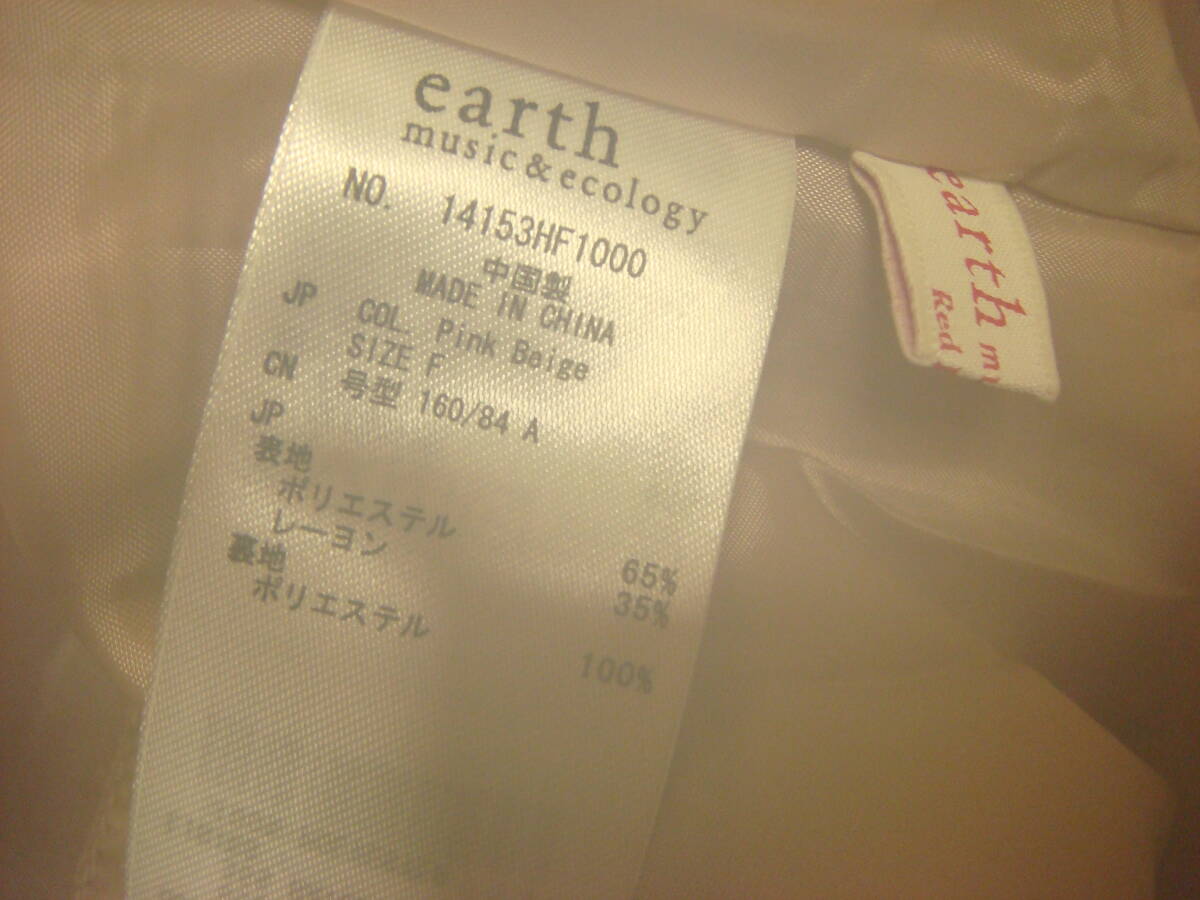 earth
music&ecology
NO. 14153HF1000
中国製
MADE IN CHINA
JP COL. Pink Beige
SIZE F
CN 号型 160/84 A
JP
表地
ポリエステル 65%
レーヨン 35%
裏地
ポリエステル 100%
earth
Red